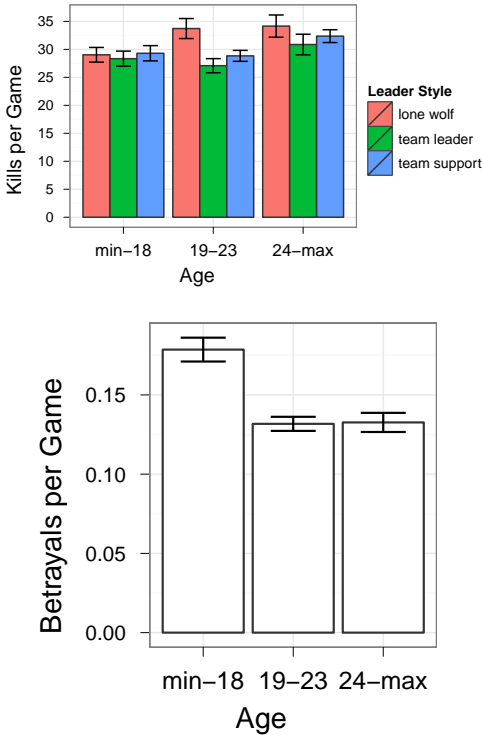 35
30
25
20
15
10
5
0
Kills per Game
min−18 19−23 24−max
Age
Leader Style
lone wolf
team leader
team support
0.15
0.10
0.05
0.00
Betrayals per Game
min−18 19−23 24−max
Age